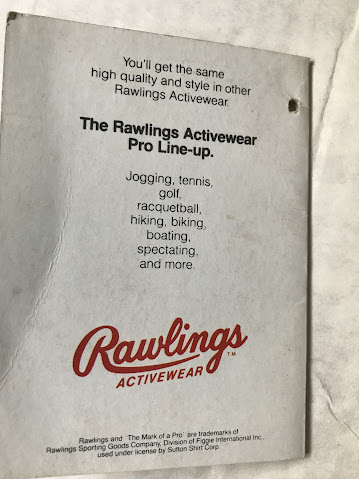 You'll get the same
high quality and style in other
Rawlings Activewear.
The Rawlings Activewear
Pro Line-up.
Jogging, tennis,
golf,
racquetball,
hiking, biking,
boating,
spectating,
and more.
Rawlings TM
ACTIVEWEAR
Rawlings and "The Mark of a Pro" are trademarks of
Rawlings Sporting Goods Company, Division of Figgie International Inc.,
used under license by Sutton Shirt Corp.